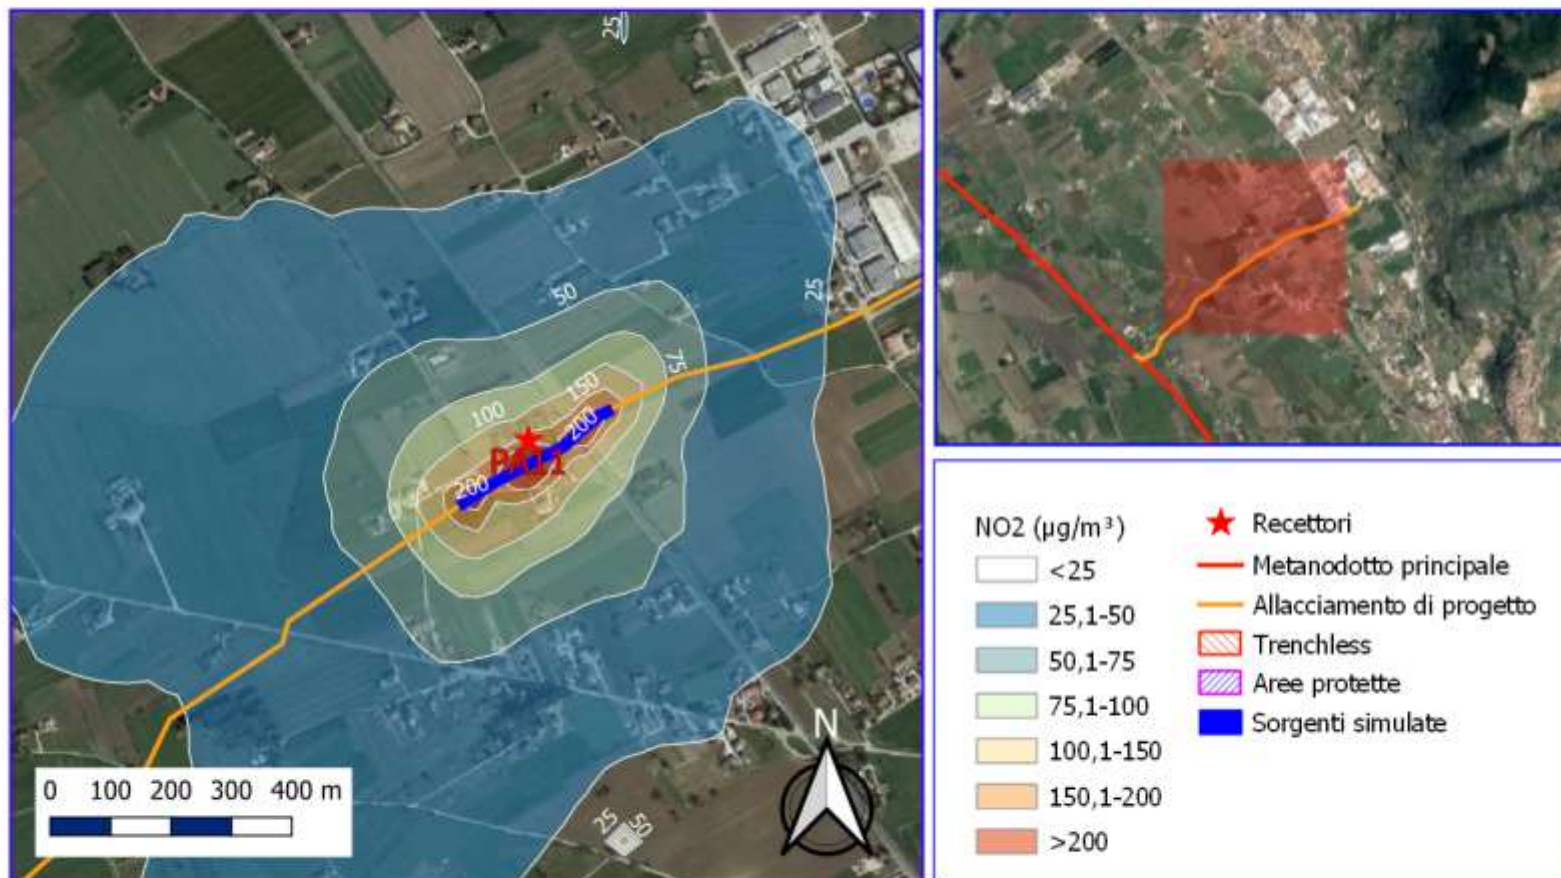 25
50
25
75
150
100
200
200
0 100 200 300 400 m
25
50
N
NO2 (µg/m³)
<25
25,1-50
50,1-75
75,1-100
100,1-150
150,1-200
>200
Recettori
Metanodotto principale
Allacciamento di progetto
Trenchless
Aree protette
Sorgenti simulate